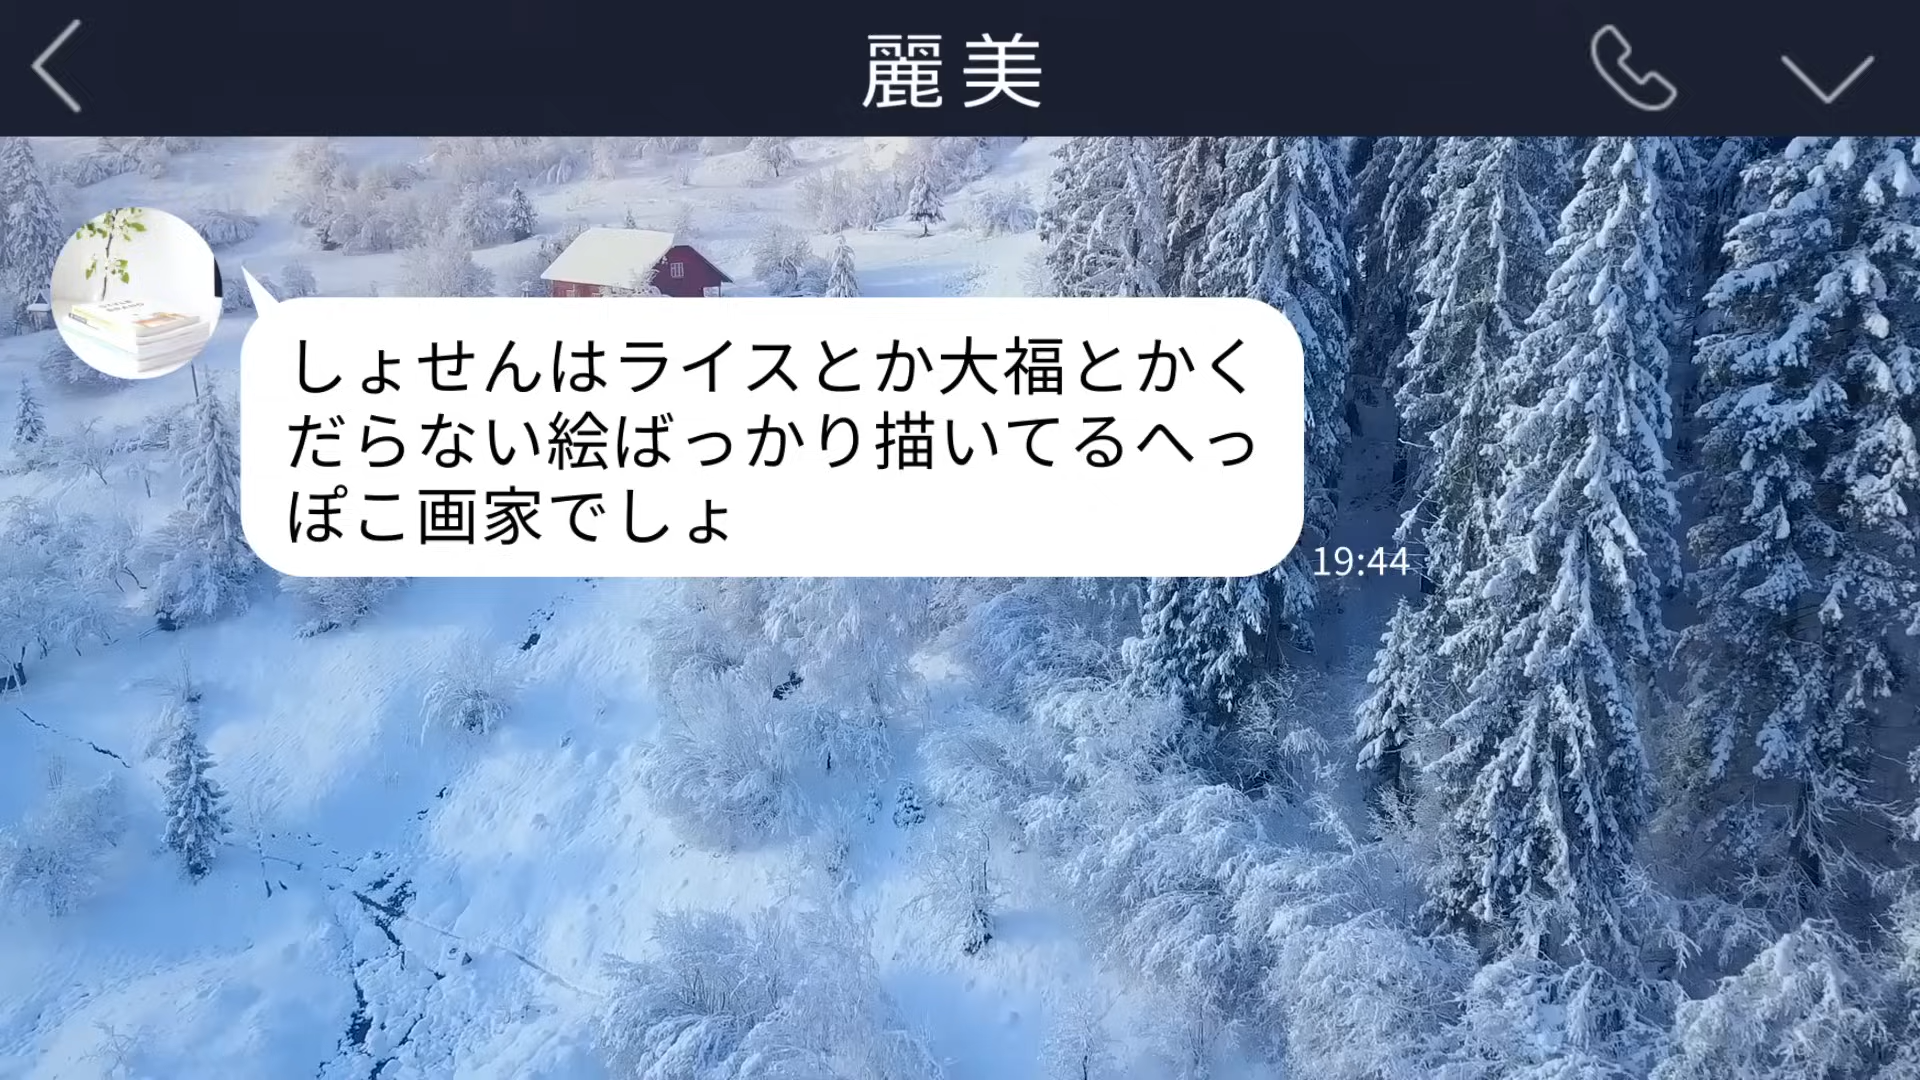 麗美
しょせんはライスとか大福とかく
だらない絵ばっかり描いてるへっ
ぽこ画家でしょ
19:44